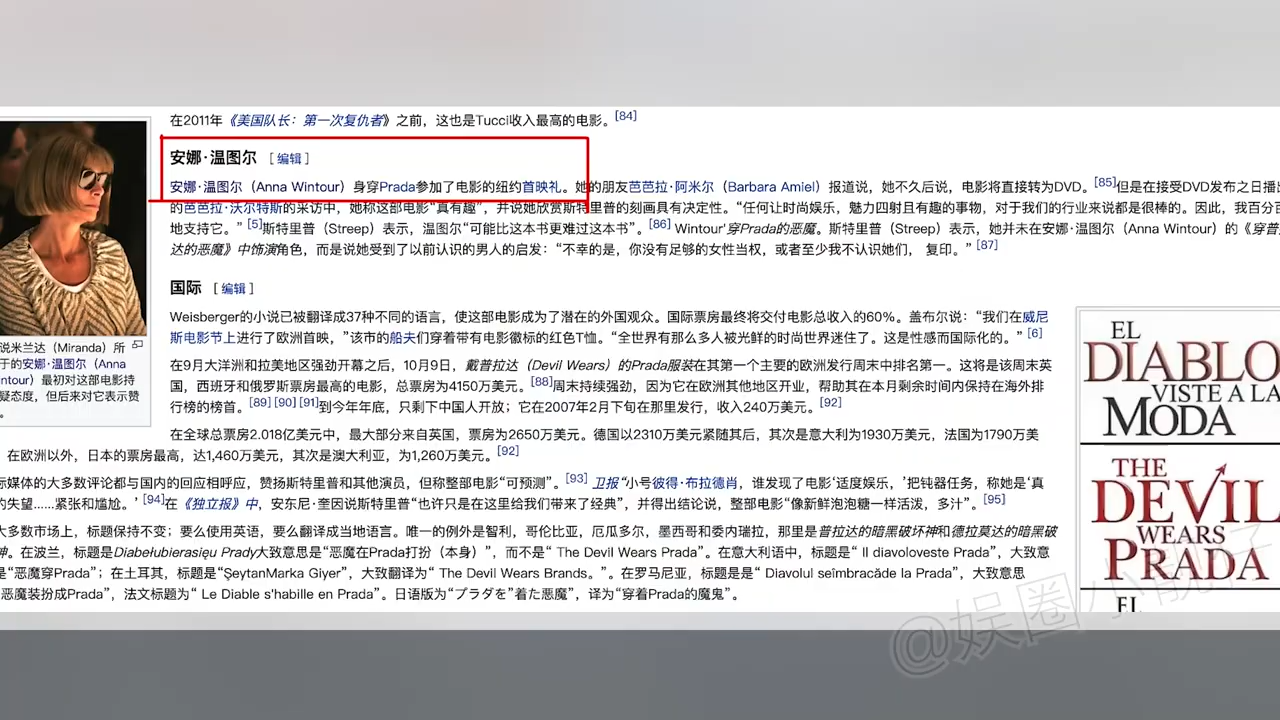 在2011年《美国队长：第一次复仇者》之前，这也是Tucci收入最高的电影。[84]
安娜·温图尔 [编辑]
安娜·温图尔（Anna Wintour）身穿Prada参加了电影的纽约首映礼。她的朋友芭芭拉·阿米尔（Barbara Amiel）报道说，她不久后说，电影将直接转为DVD。[85]但是在接受DVD发布之日播
的芭芭拉·沃尔特斯的采访中，她称这部电影“真有趣”，并说她欣赏斯特里普的刻画具有决定性。“任何让时尚娱乐，魅力四射且有趣的事物，对于我们的行业来说都是很棒的。因此，我百分百
地支持它。” [5]斯特里普（Streep）表示，温图尔“可能比这本书更难过这本书”。[86] Wintour'穿Prada的恶魔。斯特里普（Streep）表示，她并未在安娜·温图尔（Anna Wintour）的《穿普
达的恶魔》中饰演角色，而是说她受到了以前认识的男人的启发：“不幸的是，你没有足够的女性当权，或者至少我不认识她们， 复印。” [87]
说米兰达（Miranda）所
于的安娜·温图尔（Anna
ntour）最初对这部电影持
疑态度，但后来对它表示赞
。
国际 [编辑]
Weisberger的小说已被翻译成37种不同的语言，使这部电影成为了潜在的外国观众。国际票房最终将交付电影总收入的60%。盖布尔说：“我们在威尼
斯电影节上进行了欧洲首映，”该市的船夫们穿着带有电影徽标的红色T恤。“全世界有那么多人被光鲜的时尚世界迷住了。这是性感而国际化的。” [6]
在9月大洋洲和拉美地区强劲开幕之后，10月9日，戴普拉达（Devil Wears）的Prada服装在其第一个主要的欧洲发行周末中排名第一。这将是该周末英
国，西班牙和俄罗斯票房最高的电影，总票房为4150万美元。[88]周末持续强劲，因为它在欧洲其他地区开业，帮助其在本月剩余时间内保持在海外排
行榜的榜首。[89] [90] [91]到今年年底，只剩下中国人开放；它在2007年2月下旬在那里发行，收入240万美元。[92]
在全球总票房2.018亿美元中，最大部分来自英国，票房为2650万美元。德国以2310万美元紧随其后，其次是意大利为1930万美元，法国为1790万美
。在欧洲以外，日本的票房最高，达1,460万美元，其次是澳大利亚，为1,260万美元。[92]
际媒体的大多数评论都与国内的回应相呼应，赞扬斯特里普和其他演员，但称整部电影“可预测”。[93] 卫报“小号彼得·布拉德肖，谁发现了电影‘适度娱乐，’把钝器任务，称她是‘真
的失望……紧张和尴尬。’ [94]在《独立报》中，安东尼·奎因说斯特里普“也许只是在这里给我们带来了经典”，并得出结论说，整部电影“像新鲜泡泡糖一样活泼，多汁”。[95]
大多数市场上，标题保持不变；要么使用英语，要么翻译成当地语言。唯一的例外是智利，哥伦比亚，厄瓜多尔，墨西哥和委内瑞拉，那里是普拉达的暗黑破坏神和德拉莫达的暗黑破
神。在波兰，标题是Diabełubierasięu Prady大致意思是“恶魔在Prada打扮（本身）”，而不是“ The Devil Wears Prada”。在意大利语中，标题是“ Il diavoloveste Prada”，大致意
是“恶魔穿Prada”；在土耳其，标题是“ŞeytanMarka Giyer”，大致翻译为“ The Devil Wears Brands。”。在罗马尼亚，标题是是“ Diavolul seîmbracăde la Prada”，大致意思
恶魔装扮成Prada”，法文标题为“ Le Diable s'habille en Prada”。日语版为“プラダを”着た恶魔”，译为“穿着Prada的魔鬼”。
EL
DIABLO
VISTE A LA
MODA
THE
DEVIL
WEARS
PRADA
EL
@娱圈小靓子